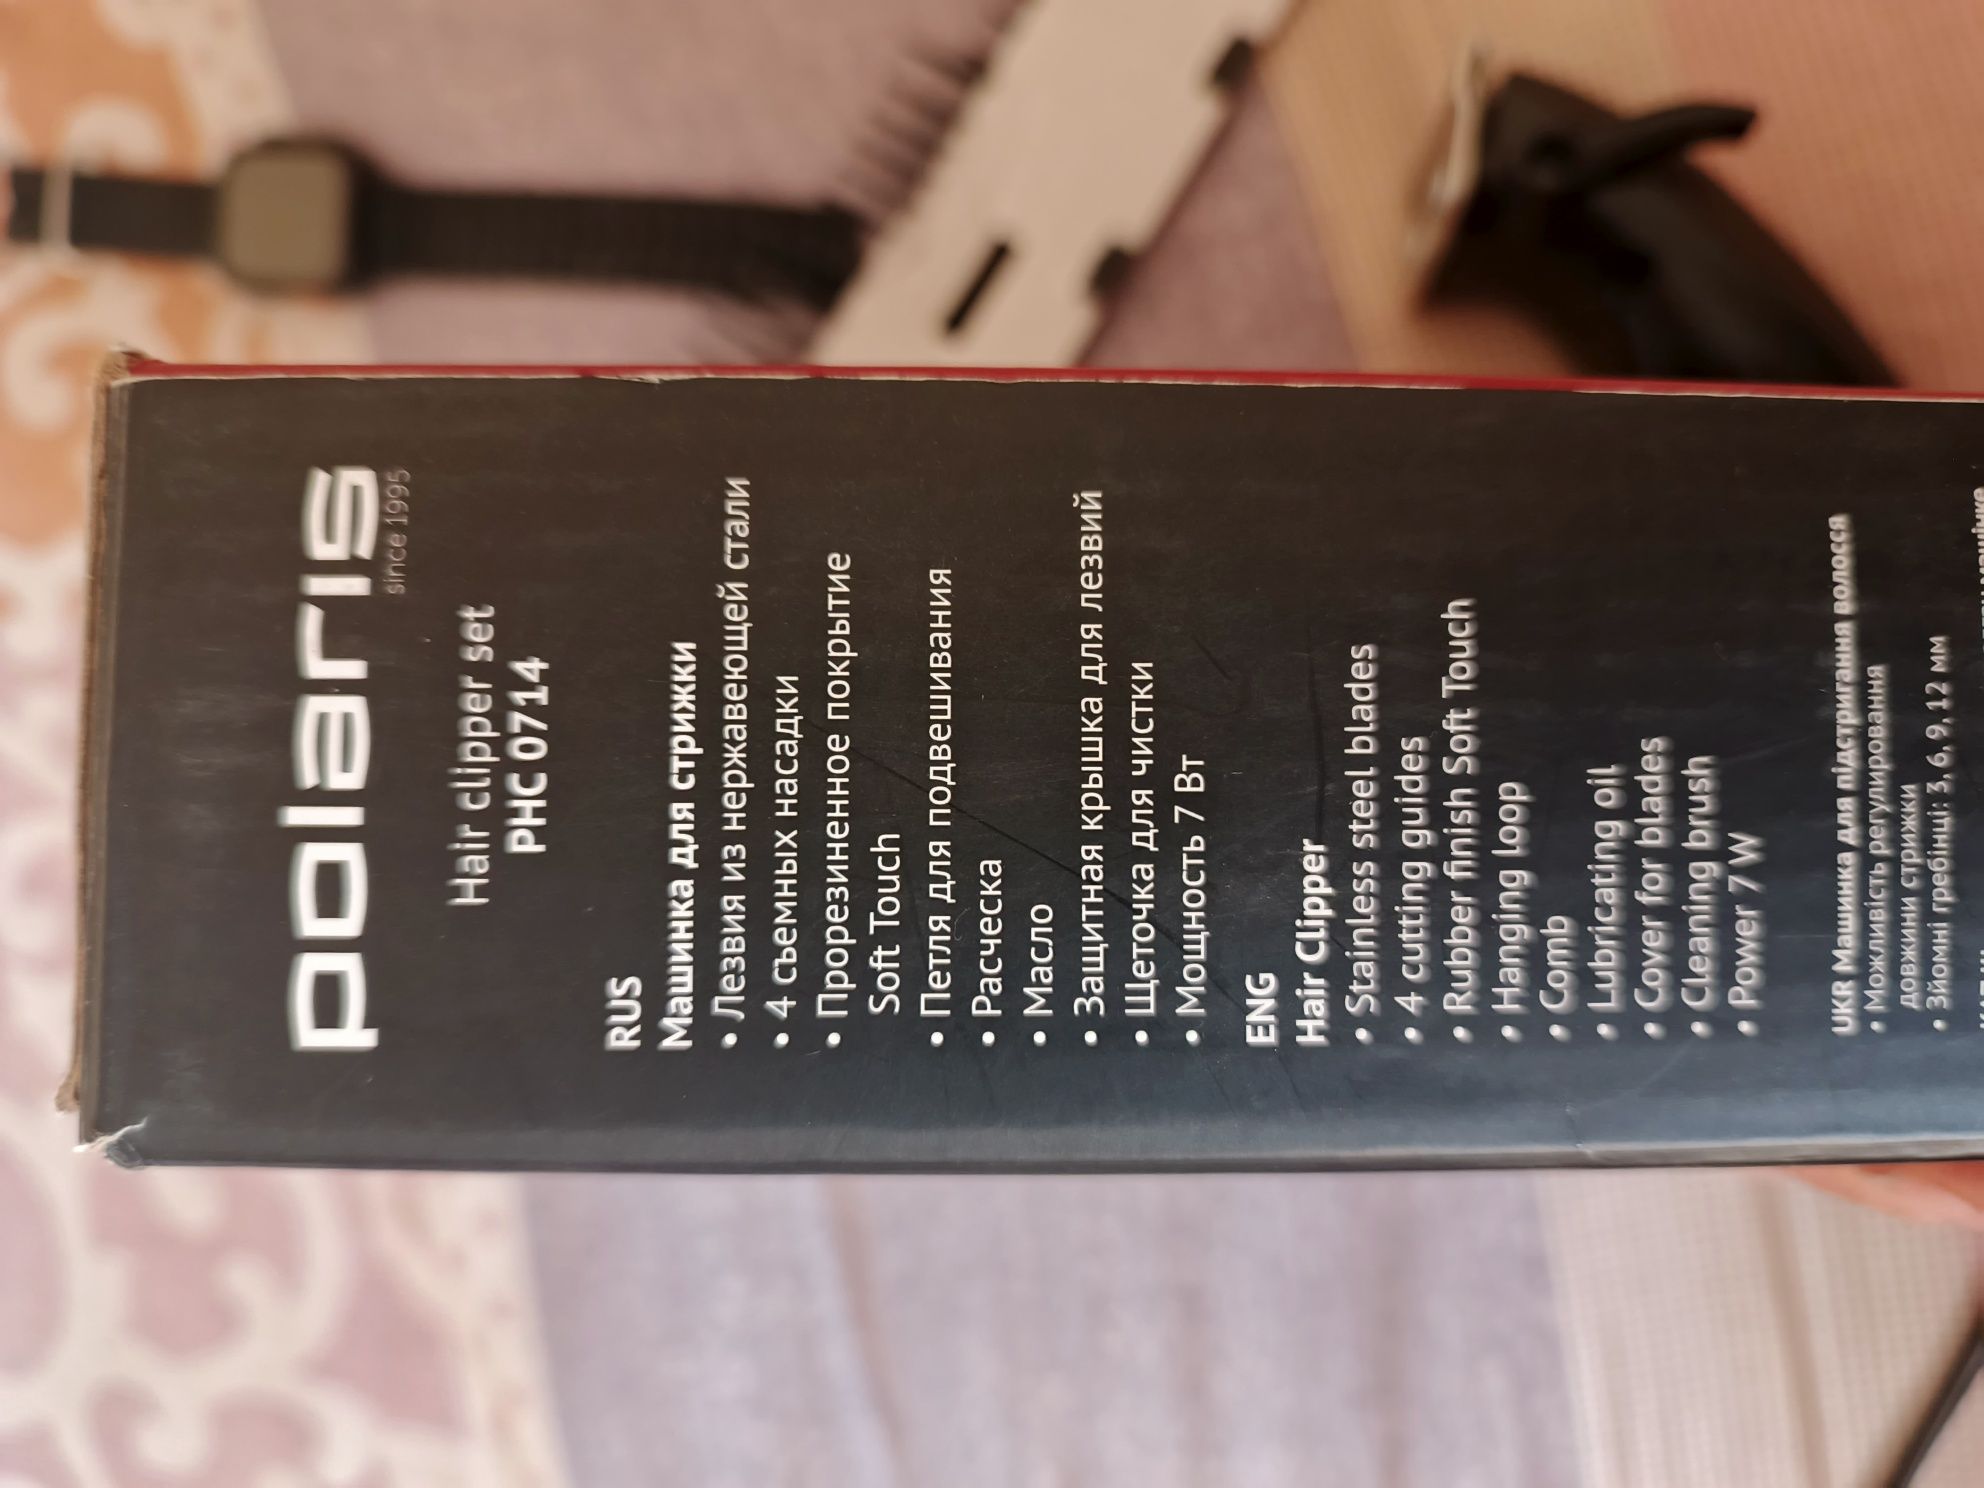 polaris
since 1995
Hair clipper set
PHC 0714
RUS
Машинка для стрижки
• Лезвия из нержавеющей стали
• 4 съемных насадки
• Прорезиненное покрытие
Soft Touch
• Петля для подвешивания
• Расческа
• Масло
• Защитная крышка для лезвий
• Щеточка для чистки
• Мощность 7 Вт
ENG
Hair Clipper
• Stainless steel blades
• 4 cutting guides
• Rubber finish Soft Touch
• Hanging loop
• Comb
• Lubricating oil
• Cover for blades
• Cleaning brush
• Power 7 W
UKR Машинка для підстригання волосся
• Можливість регулирования
довжини стрижки
• Зйомні гребінці: 3, 6, 9, 12 мм